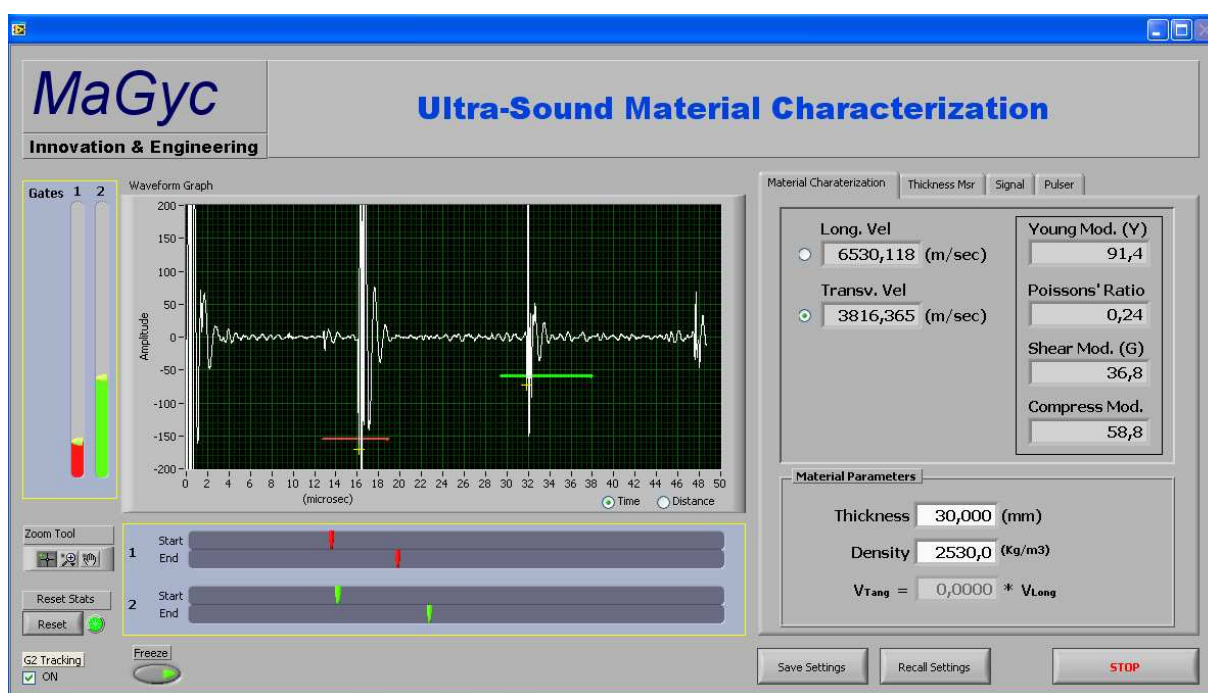 MaGyc
Innovation & Engineering
Ultra-Sound Material Characterization
Gates 1 2
Waveform Graph
Amplitude
200
150
100
50
0
-50
-100
-150
-200
0 2 4 6 8 10 12 14 16 18 20 22 24 26 28 30 32 34 36 38 40 42 44 46 48 50
(microsec)
Time Distance
Material Charaterization Thickness Msr Signal Pulser
Long. Vel
6530,118 (m/sec)
Transv. Vel
3816,365 (m/sec)
Young Mod. (Y)
91,4
Poissons' Ratio
0,24
Shear Mod. (G)
36,8
Compress Mod.
58,8
Material Parameters
Thickness 30,000 (mm)
Density 2530,0 (Kg/m3)
VTang = 0,0000 * VLong
Zoom Tool
1 Start
End
2 Start
End
Reset Stats
Reset
G2 Tracking
ON
Freeze
Save Settings Recall Settings STOP